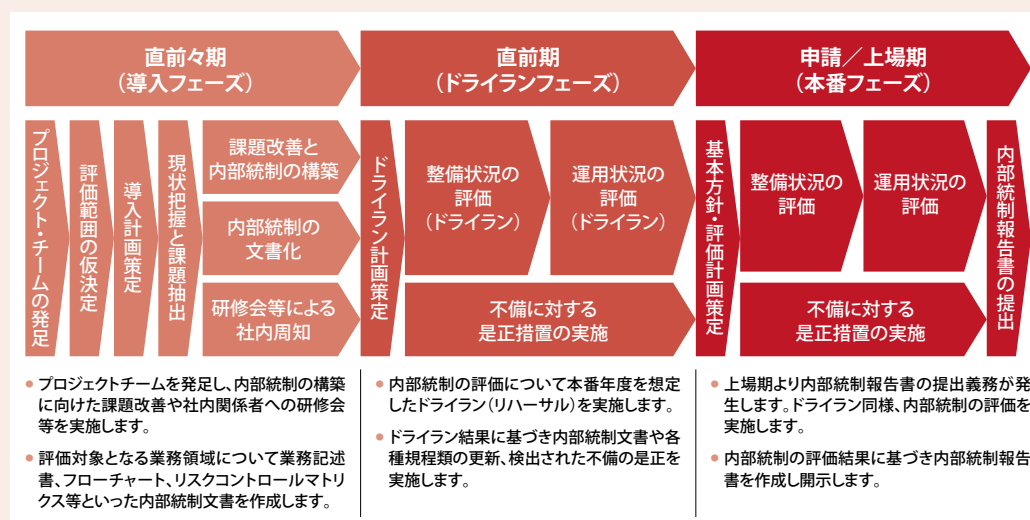 直前々期
（導入フェーズ）
直前期
（ドライランフェーズ）
申請／上場期
（本番フェーズ）
プロジェクト・チームの発足
評価範囲の仮決定
導入計画策定
現状把握と課題抽出
課題改善と
内部統制の構築
内部統制の
文書化
研修会等による
社内周知
ドライラン計画策定
整備状況の
評価
（ドライラン）
運用状況の
評価
（ドライラン）
不備に対する
是正措置の実施
基本方針・評価計画策定
整備状況の
評価
運用状況の
評価
不備に対する
是正措置の実施
内部統制報告書の提出
● プロジェクトチームを発足し、内部統制の構築
に向けた課題改善や社内関係者への研修会
等を実施します。
● 評価対象となる業務領域について業務記述
書、フローチャート、リスクコントロールマトリ
クス等といった内部統制文書を作成します。
● 内部統制の評価について本番年度を想定
したドライラン（リハーサル）を実施します。
● ドライラン結果に基づき内部統制文書や各
種規程類の更新、検出された不備の是正を
実施します。
● 上場期より内部統制報告書の提出義務が発
生します。ドライラン同様、内部統制の評価を
実施します。
● 内部統制の評価結果に基づき内部統制報告
書を作成し開示します。